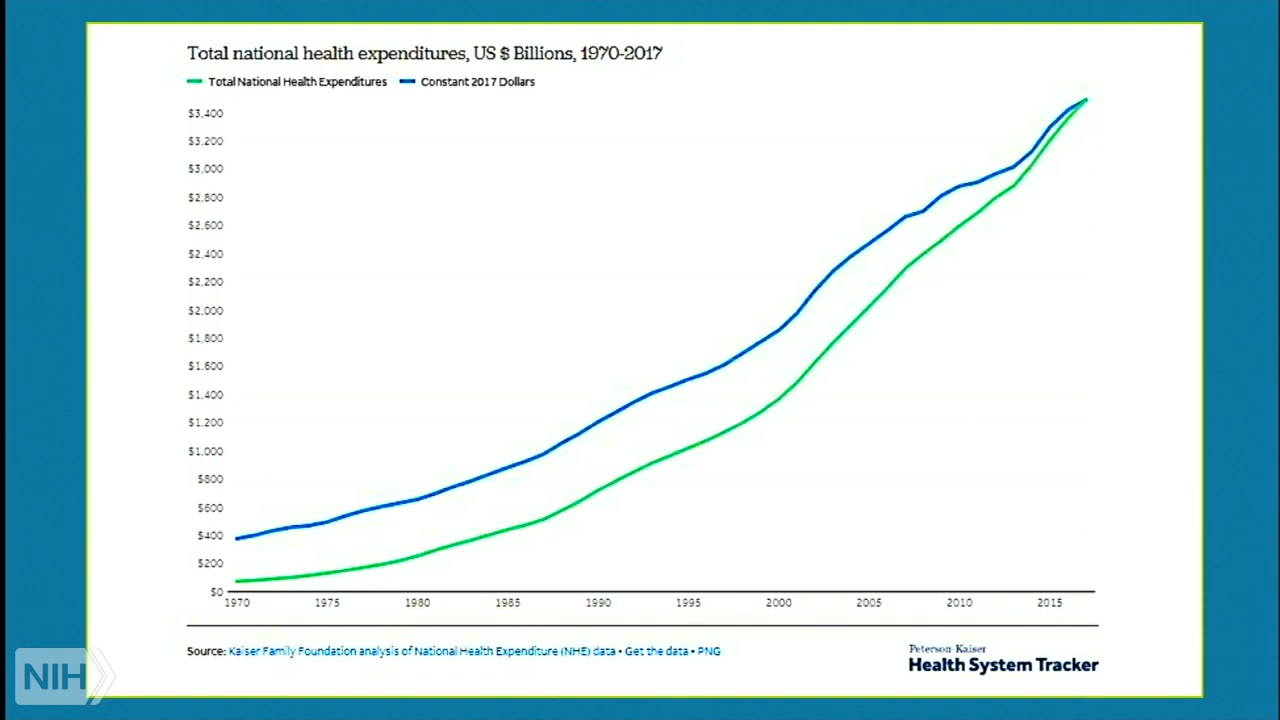 Total national health expenditures, US $ Billions, 1970-2017
Total National Health Expenditures Constant 2017 Dollars
$3,400
$3,200
$3,000
$2,800
$2,600
$2,400
$2,200
$2,000
$1,800
$1,600
$1,400
$1,200
$1,000
$800
$600
$400
$200
$0
1970 1975 1980 1985 1990 1995 2000 2005 2010 2015
Source: Kaiser Family Foundation analysis of National Health Expenditure (NHE) data • Get the data • PNG
Peterson-Kaiser
Health System Tracker
NIH